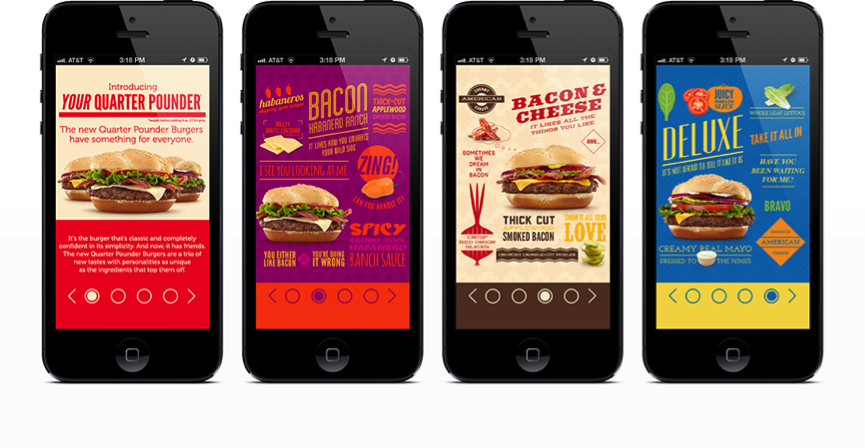 AT&T 3:18 PM
Introducing
YOUR QUARTER POUNDER
The new Quarter Pounder Burgers
have something for everyone.
It's the burger that's classic and completely
confident in its simplicity. And now, it has friends.
The new Quarter Pounder Burgers are a trio of
new tastes with personalities as unique
as the ingredients that top them off.
AT&T 3:18 PM
habaneros
BACON
HABANERO RANCH
THICK-CUT
APPLEWOOD
SMOKED BACON
MELTY
WHITE CHEDDAR
IT LIKES HOW YOU EMBRACE
YOUR WILD SIDE
I SEE YOU LOOKING AT ME
ZING!
CAN YOU HANDLE IT?
SPICY
CREAMY-COOL
HABANERO
RANCH SAUCE
YOU EITHER
LIKE BACON
YOU'RE DOING
IT WRONG
AT&T 3:18 PM
CREAMY
AMERICAN
CHEESE
BACON &
CHEESE
IT LIKES ALL THE
THINGS YOU LIKE
SOMETIMES
WE
DREAM
IN
BACON
CRISP
RED ONION
SLICES
THICK CUT
APPLEWOOD
SMOKED BACON
SHOW IT ALL YOUR
LOVE
CRUNCHY CRINKLE-CUT PICKLES
AT&T 3:18 PM
JUICY
TOMATO
SLICES
WHOLE LEAF LETTUCE
DELUXE
IT'S NOT AFRAID TO TELL IT LIKE IT IS
TAKE IT ALL IN
HAVE YOU
BEEN WAITING
FOR ME?
BRAVO
AMERICAN
CHEESE
CREAMY REAL MAYO
DRESSED TO THE NINES